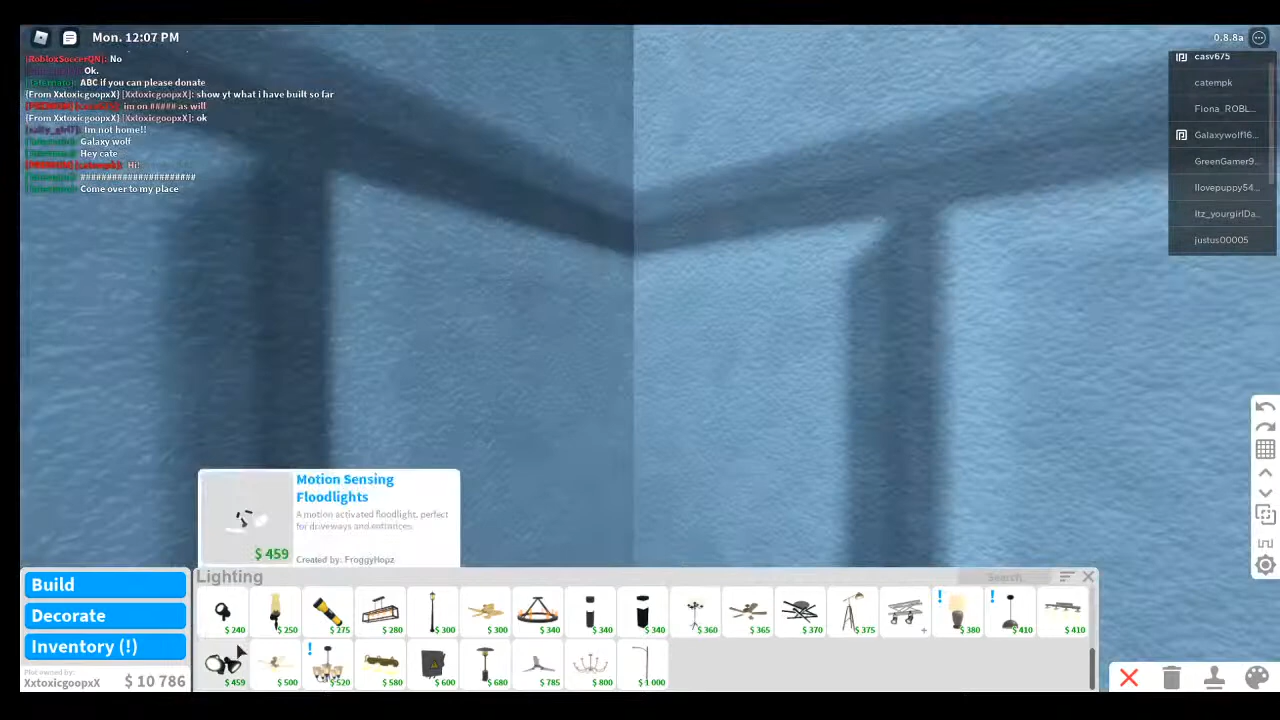 Mon. 12:07 PM
0.8.8a
[RobloxSoccerQN]: No
Ok.
ABC if you can please donate
{From XxtoxicgoopxX} [XxtoxicgoopxX]: show yt what i have built so far
im on ##### as will
{From XxtoxicgoopxX} [XxtoxicgoopxX]: ok
Im not home!!
Galaxy wolf
Hey cate
Hi!
######################
Come over to my place
casv675
catempk
Fiona_ROBL...
Galaxywolf16...
GreenGamer9...
Ilovepuppy54...
Itz_yourgirlDa...
justus00005
Motion Sensing
Floodlights
A motion activated floodlight, perfect
for driveways and entrances.
$ 459
Created by: FroggyHopz
Build
Decorate
Inventory (!)
Plot owned by:
XxtoxicgoopxX
$ 10 786
Lighting
Search
$ 240
$ 250
$ 275
$ 280
$ 300
$ 300
$ 340
$ 340
$ 340
$ 360
$ 365
$ 370
$ 375
+
! $ 380
! $ 410
$ 410
$ 459
$ 500
! $ 520
$ 580
$ 600
$ 680
$ 785
$ 800
$ 1 000